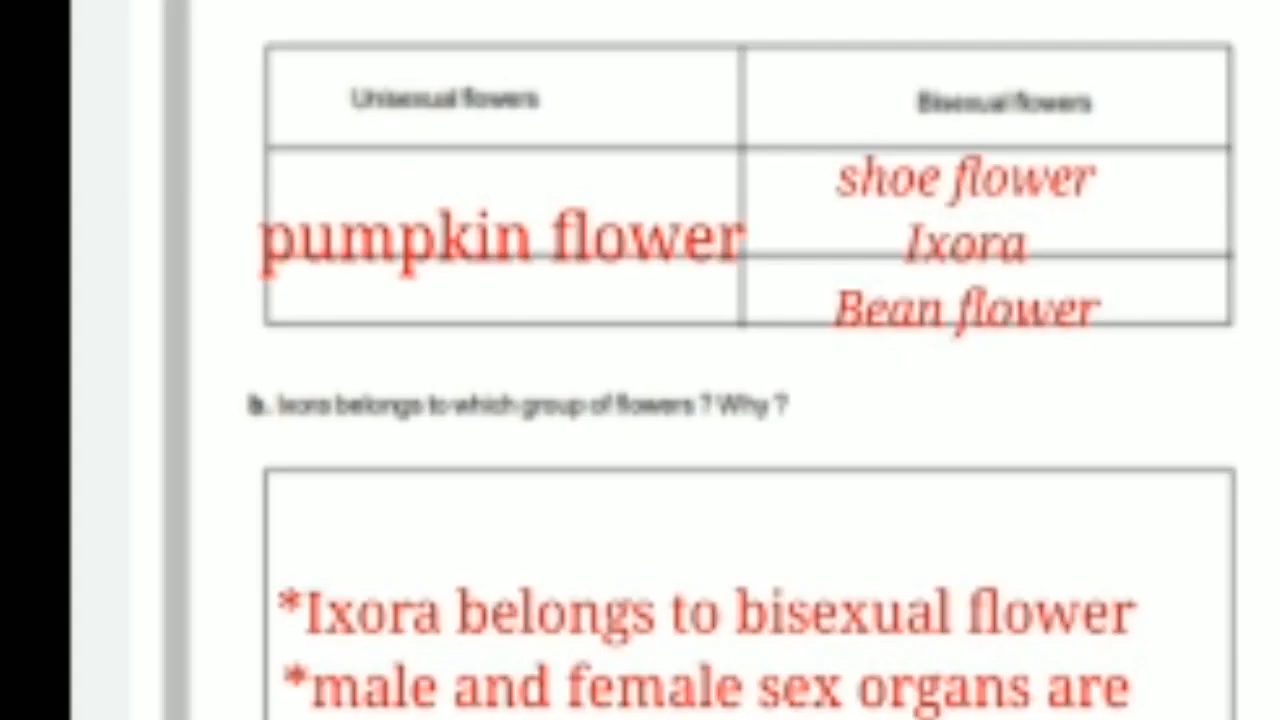 Unisexual flowers
Bisexual flowers
pumpkin flower
shoe flower
Ixora
Bean flower
b. Ixora belongs to which group of flowers ? Why ?
*Ixora belongs to bisexual flower
*male and female sex organs are